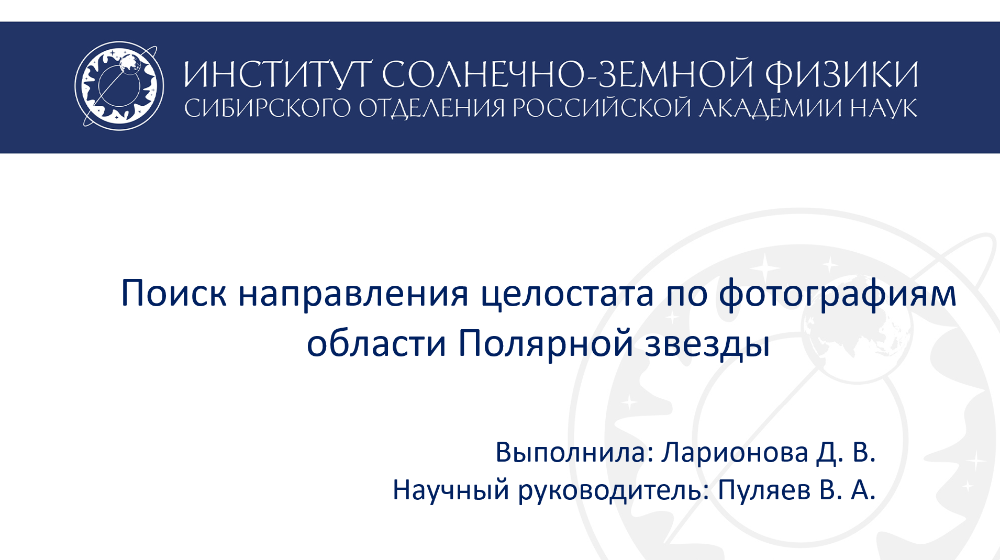 ИНСТИТУТ СОЛНЕЧНО-ЗЕМНОЙ ФИЗИКИ
СИБИРСКОГО ОТДЕЛЕНИЯ РОССИЙСКОЙ АКАДЕМИИ НАУК
Поиск направления целостата по фотографиям
области Полярной звезды
Выполнила: Ларионова Д. В.
Научный руководитель: Пуляев В. А.